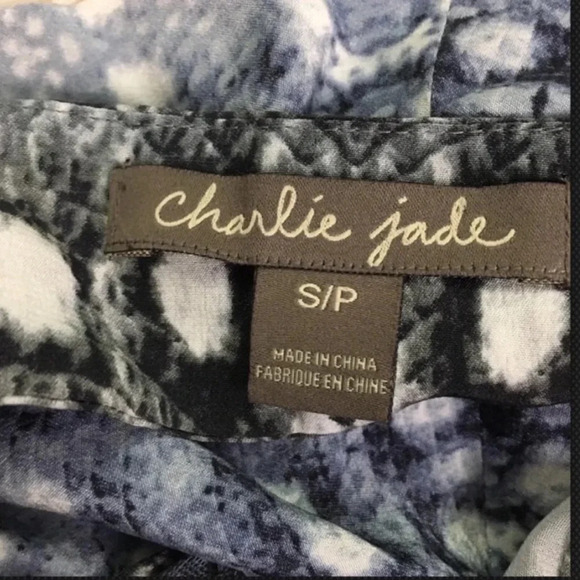 charlie jade
S/P
MADE IN CHINA
FABRIQUE EN CHINE